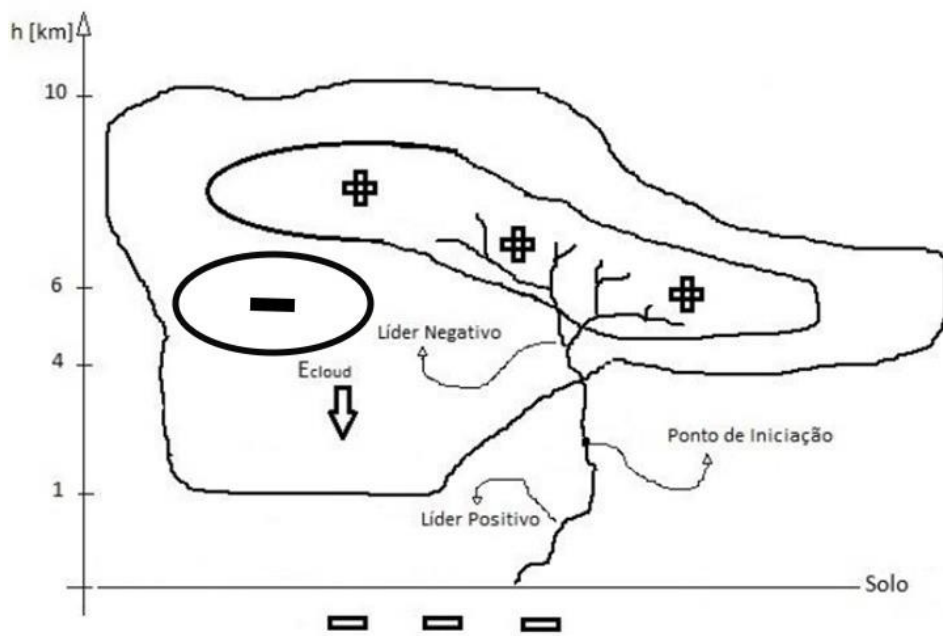 h [km]
10
6
Líder Negativo
4
Ecloud
Ponto de Iniciação
1
Líder Positivo
Solo